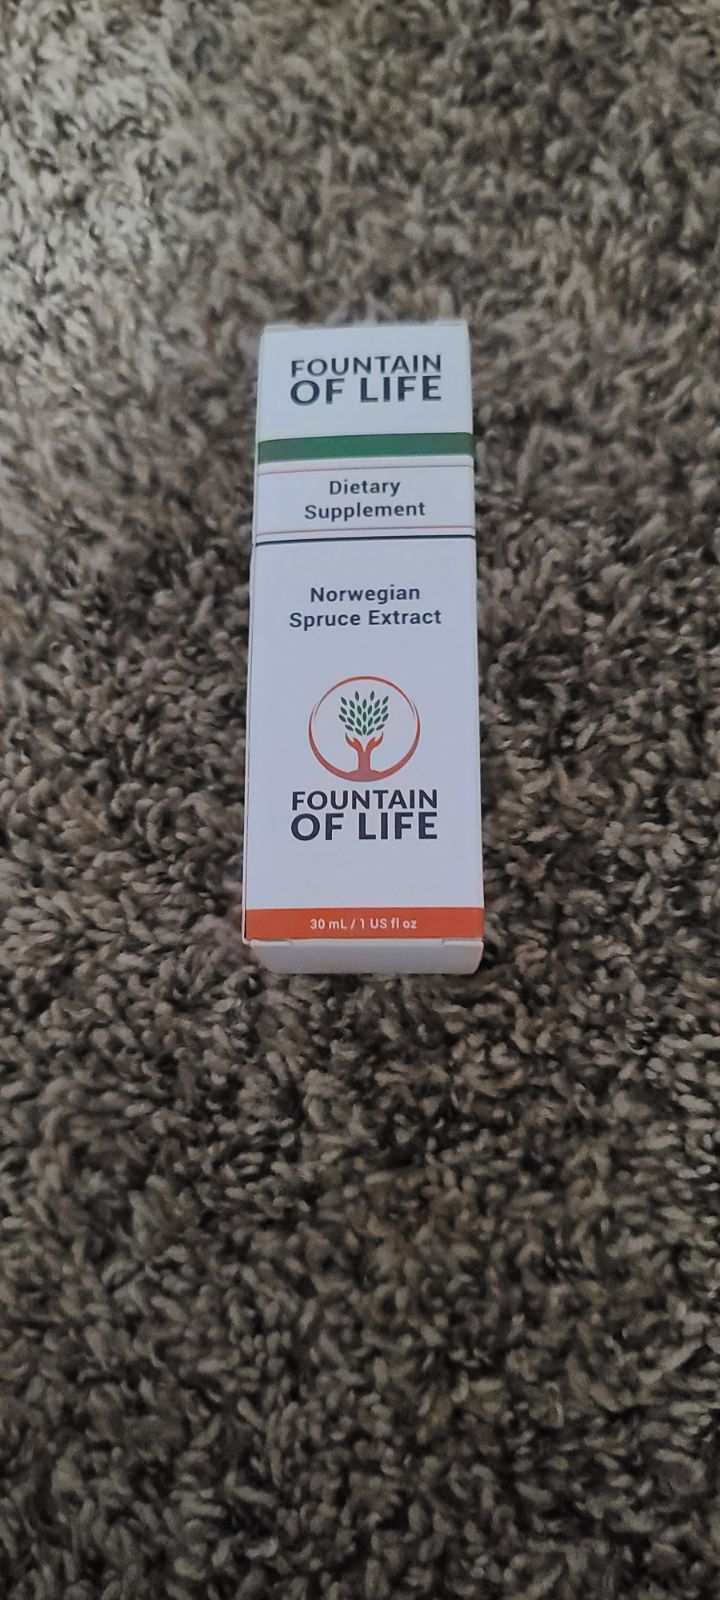 FOUNTAIN
OF LIFE
Dietary
Supplement
Norwegian
Spruce Extract
FOUNTAIN
OF LIFE
30 mL / 1 US fl oz